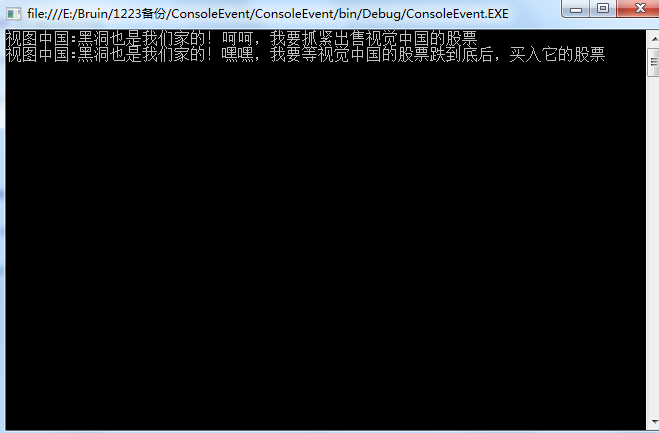 file:///E:/Bruin/1223备份/ConsoleEvent/ConsoleEvent/bin/Debug/ConsoleEvent.EXE
视图中国:黑洞也是我们家的！呵呵，我要抓紧出售视觉中国的股票
视图中国:黑洞也是我们家的！嘿嘿，我要等视觉中国的股票跌到底后，买入它的股票